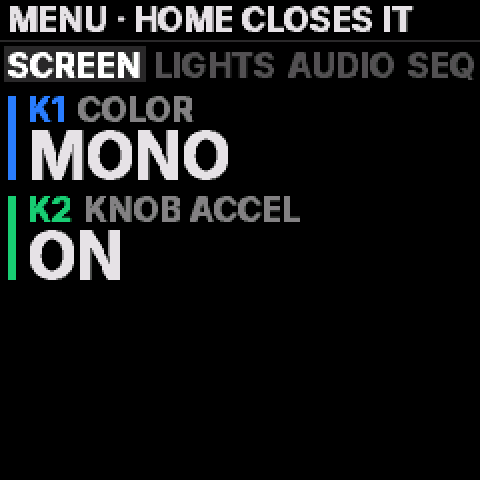 MENU · HOME CLOSES IT
SCREEN LIGHTS AUDIO SEQ
K1 COLOR
MONO
K2 KNOB ACCEL
ON